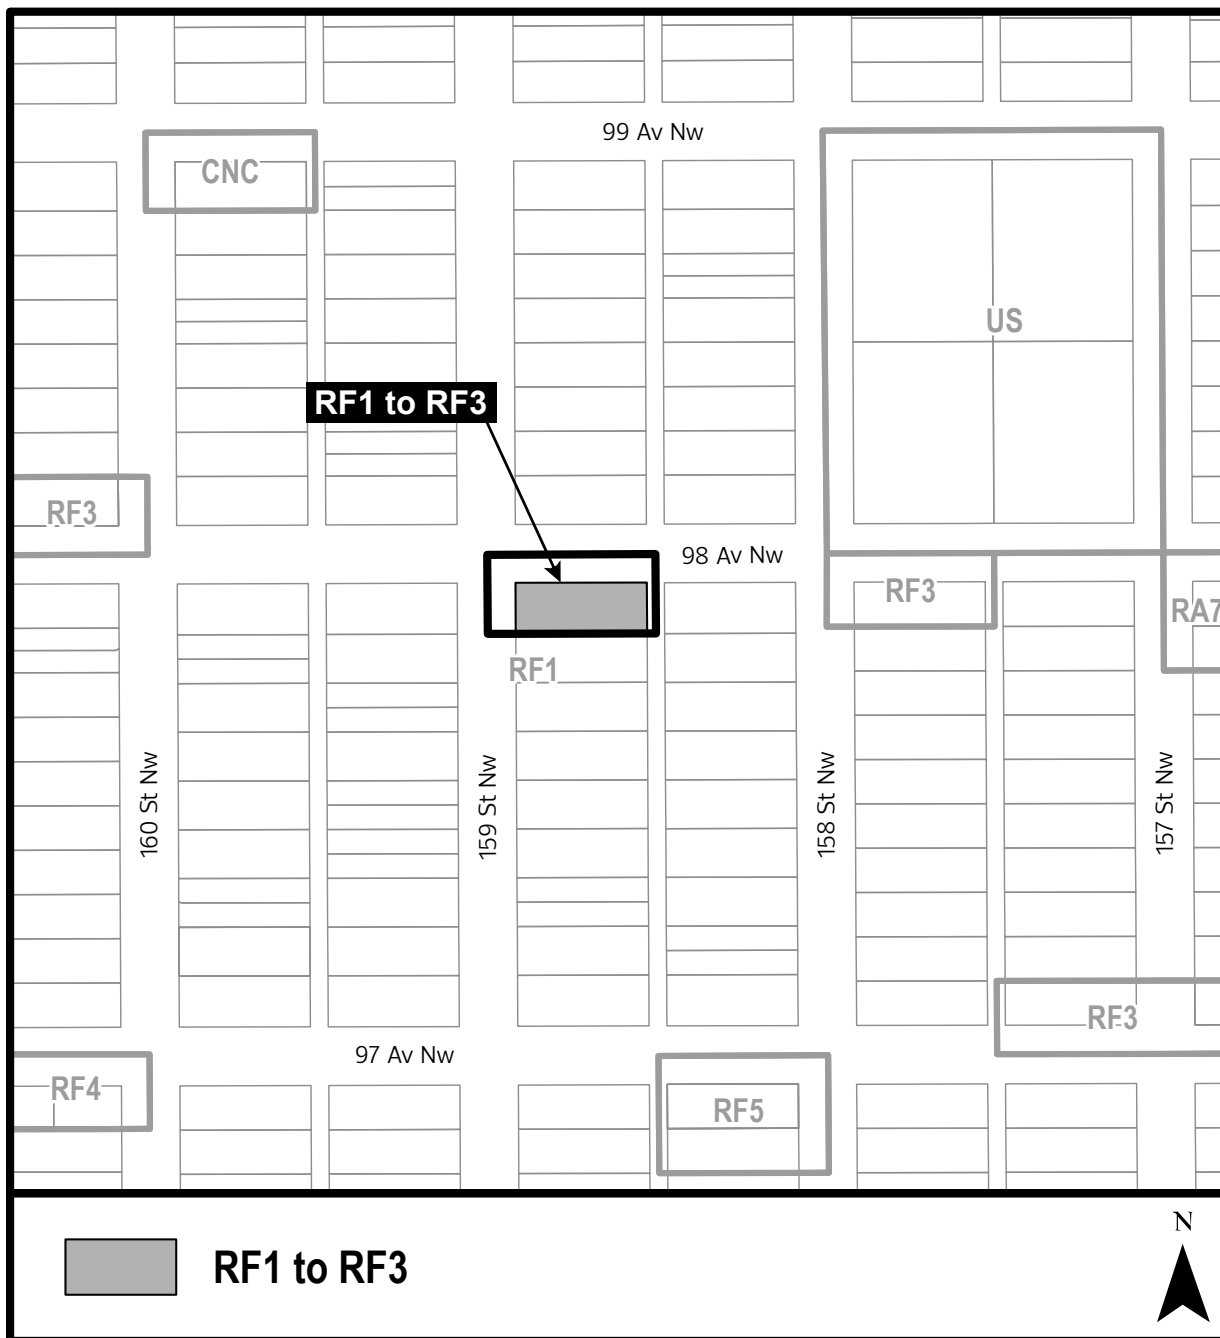 99 Av Nw
CNC
US
RF1 to RF3
RF3
98 Av Nw
RF3
RA7
RF1
160 St Nw
159 St Nw
158 St Nw
157 St Nw
RF3
97 Av Nw
RF4
RF5
N
RF1 to RF3